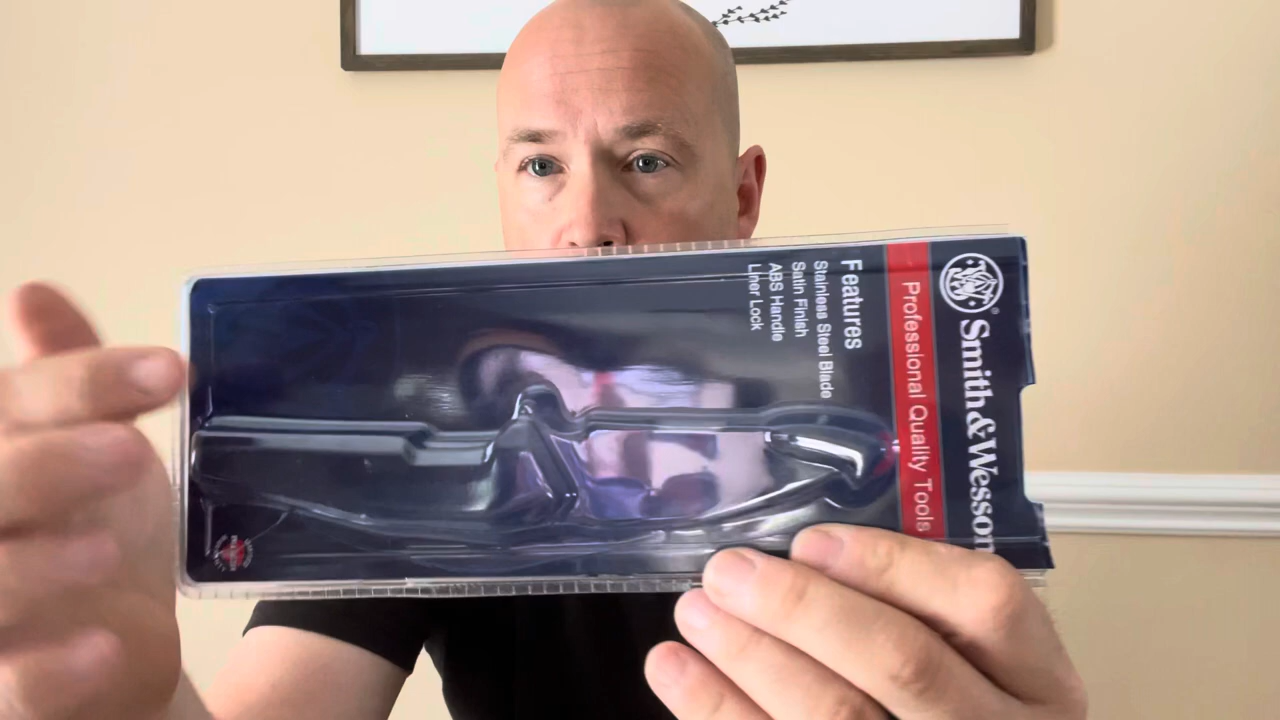 Smith & Wesson
Professional Quality Tools
Features
Stainless Steel Blade
Satin Finish
ABS Handle
Liner Lock